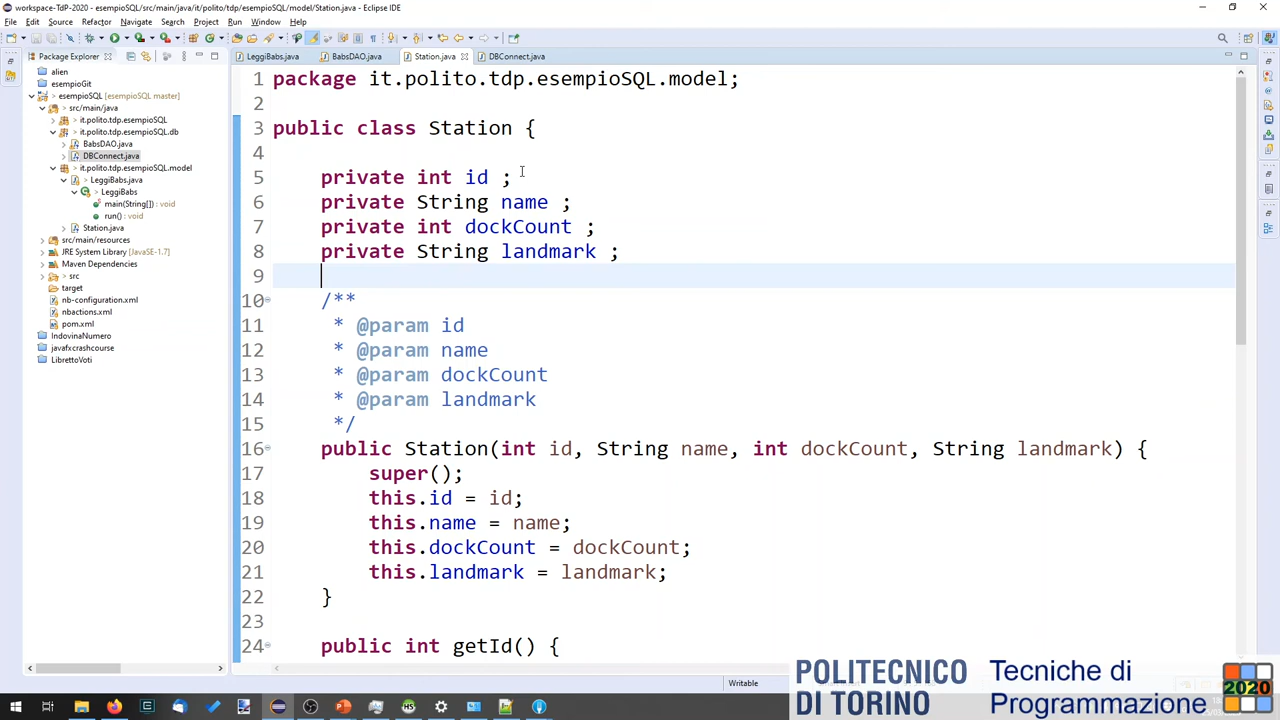 workspace-TdP-2020 - esempioSQL/src/main/java/it/polito/tdp/esempioSQL/model/Station.java - Eclipse IDE
File Edit Source Refactor Navigate Search Project Run Window Help
Package Explorer
LeggiBabs.java BabsDAO.java Station.java DBConnect.java
alien
esempioGit
esempioSQL [esempioSQL master]
src/main/java
it.polito.tdp.esempioSQL
it.polito.tdp.esempioSQL.db
BabsDAO.java
DBConnect.java
it.polito.tdp.esempioSQL.model
LeggiBabs.java
LeggiBabs
main(String[]) : void
run() : void
Station.java
src/main/resources
JRE System Library [JavaSE-1.7]
Maven Dependencies
src
target
nb-configuration.xml
nbactions.xml
pom.xml
IndovinaNumero
javafxcrashcourse
LibrettoVoti
1 package it.polito.tdp.esempioSQL.model;
2
3 public class Station {
4
5 private int id ;
6 private String name ;
7 private int dockCount ;
8 private String landmark ;
9
10 /**
11 * @param id
12 * @param name
13 * @param dockCount
14 * @param landmark
15 */
16 public Station(int id, String name, int dockCount, String landmark) {
17 super();
18 this.id = id;
19 this.name = name;
20 this.dockCount = dockCount;
21 this.landmark = landmark;
22 }
23
24 public int getId() {
Writable
POLITECNICO
DI TORINO
Tecniche di
Programmazione
2020